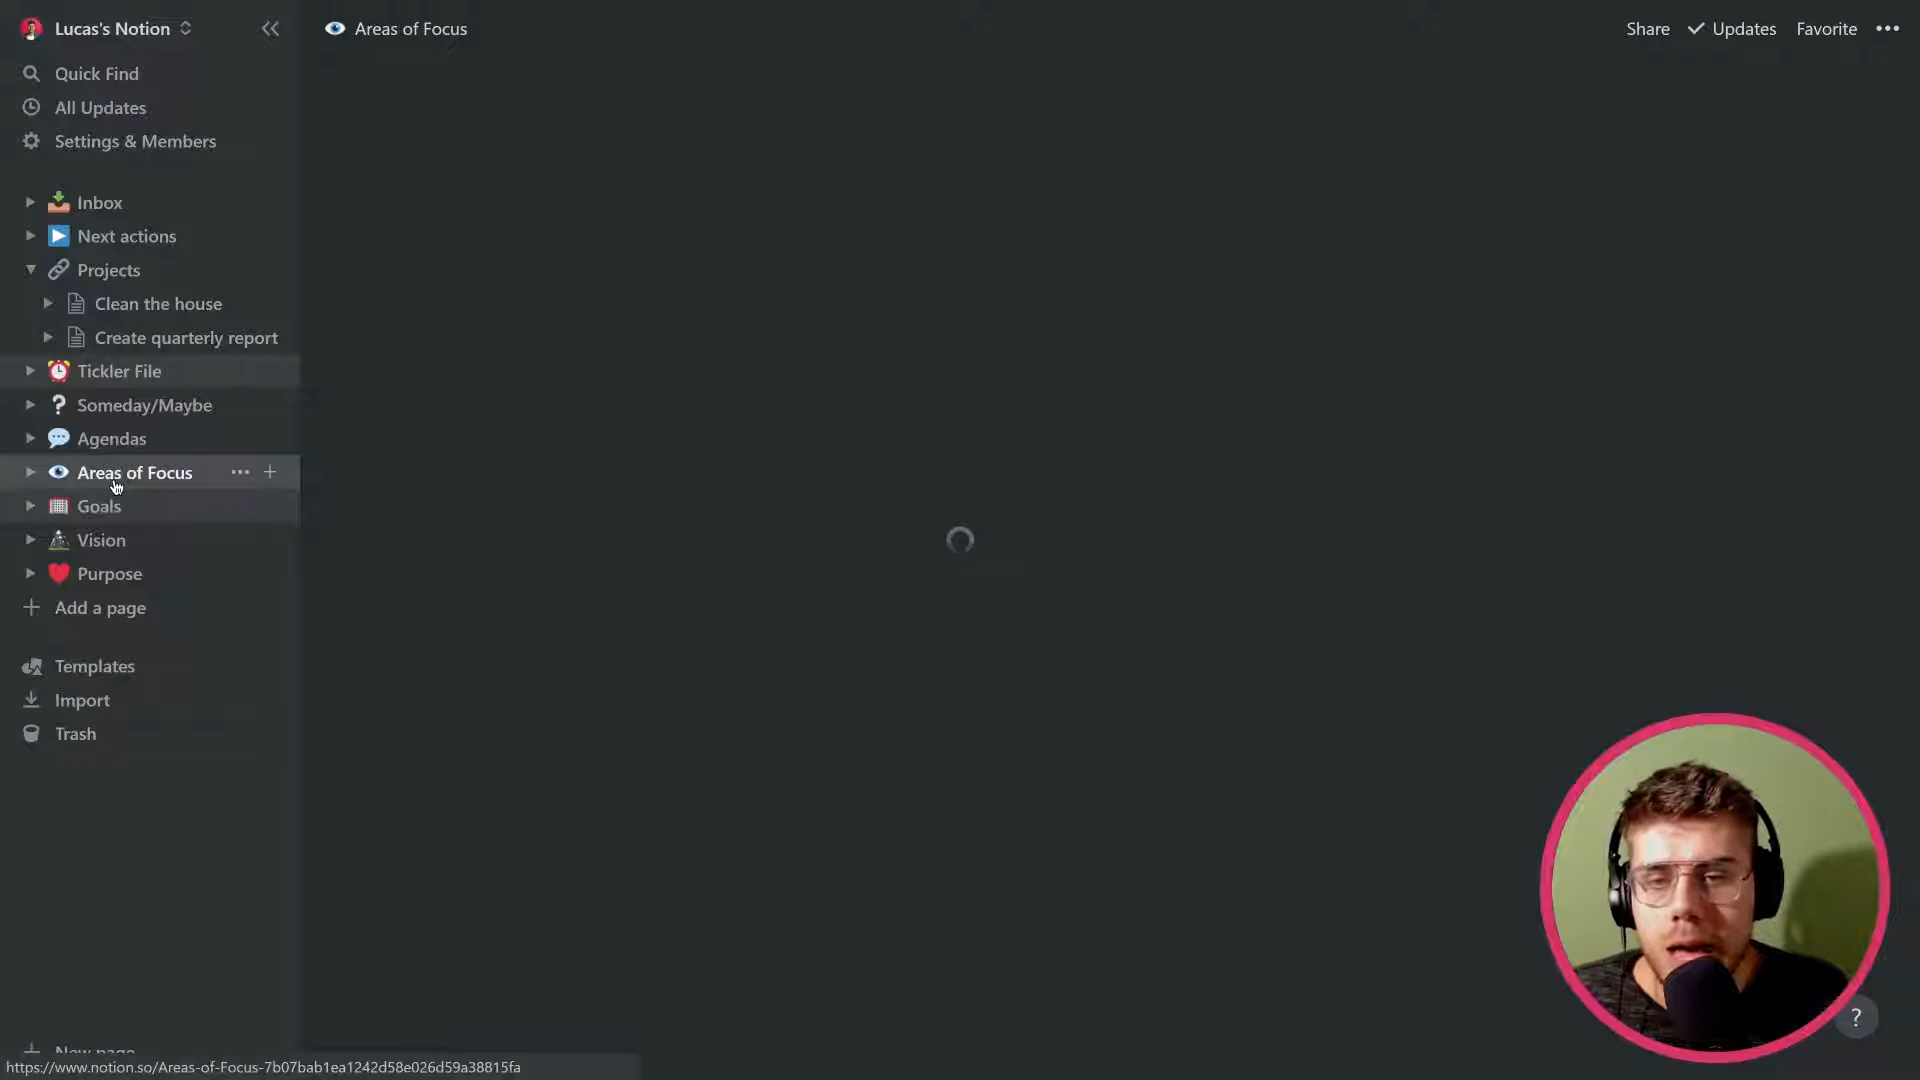 Lucas's Notion
Areas of Focus
Share
Updates
Favorite
Quick Find
All Updates
Settings & Members
Inbox
Next actions
Projects
Clean the house
Create quarterly report
Tickler File
Someday/Maybe
Agendas
Areas of Focus
Goals
Vision
Purpose
Add a page
Templates
Import
Trash
New page
https://www.notion.so/Areas-of-Focus-7b07bab1ea1242d58e026d59a38815fa
?